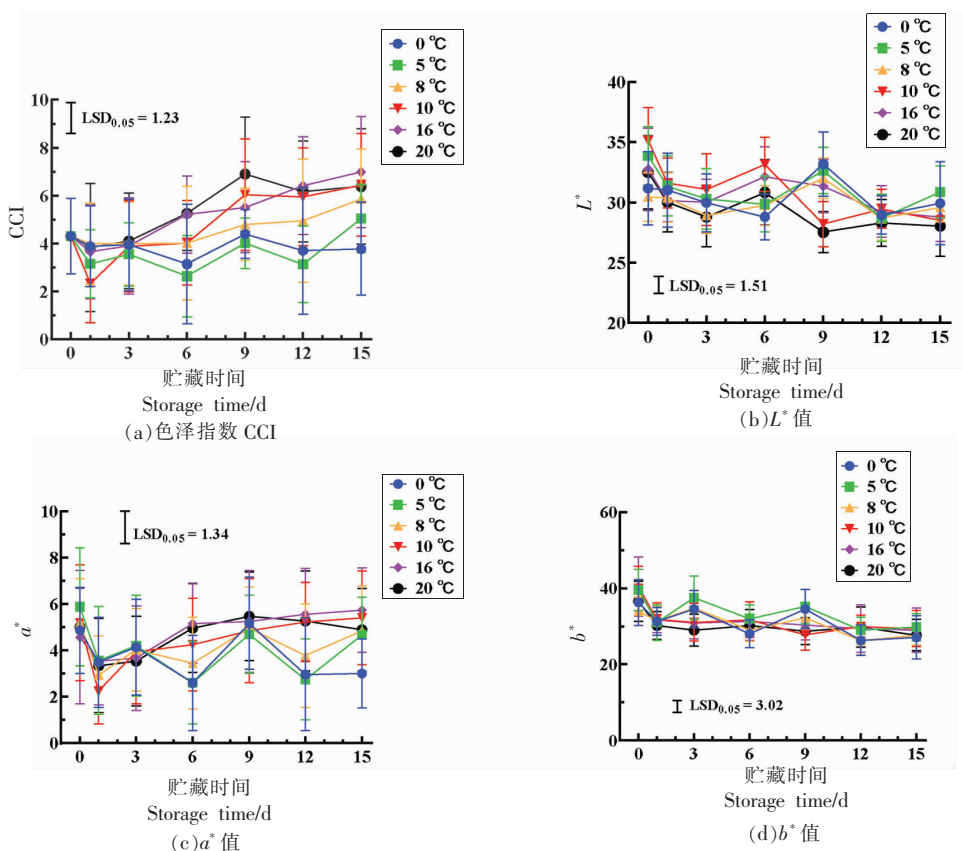 0 ℃
5 ℃
8 ℃
10 ℃
16 ℃
20 ℃
10
8
6
4
2
0
CCI
LSD0.05 = 1.23
0 3 6 9 12 15
贮藏时间
Storage time/d
(a)色泽指数 CCI
0 ℃
5 ℃
8 ℃
10 ℃
16 ℃
20 ℃
40
35
30
25
20
L*
LSD0.05 = 1.51
0 3 6 9 12 15
贮藏时间
Storage time/d
(b)L* 值
0 ℃
5 ℃
8 ℃
10 ℃
16 ℃
20 ℃
10
8
6
4
2
0
a*
LSD0.05 = 1.34
0 3 6 9 12 15
贮藏时间
Storage time/d
(c)a* 值
0 ℃
5 ℃
8 ℃
10 ℃
16 ℃
20 ℃
60
40
20
0
b*
LSD0.05 = 3.02
0 3 6 9 12 15
贮藏时间
Storage time/d
(d)b* 值